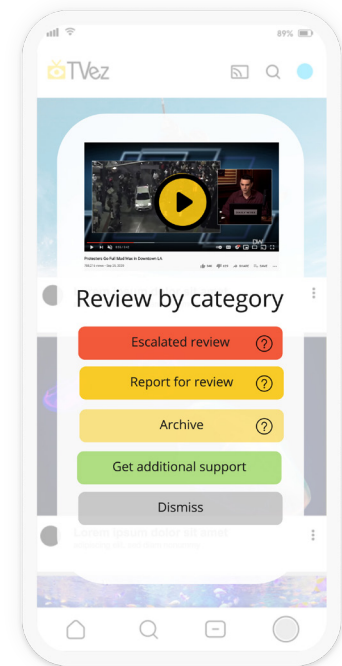 89%
TVez
DW
Protesters Go Full Mad Max in Downtown LA
Review by category
Escalated review ?
Report for review ?
Archive ?
Get additional support
Dismiss
Lorem ipsum dolor sit amet